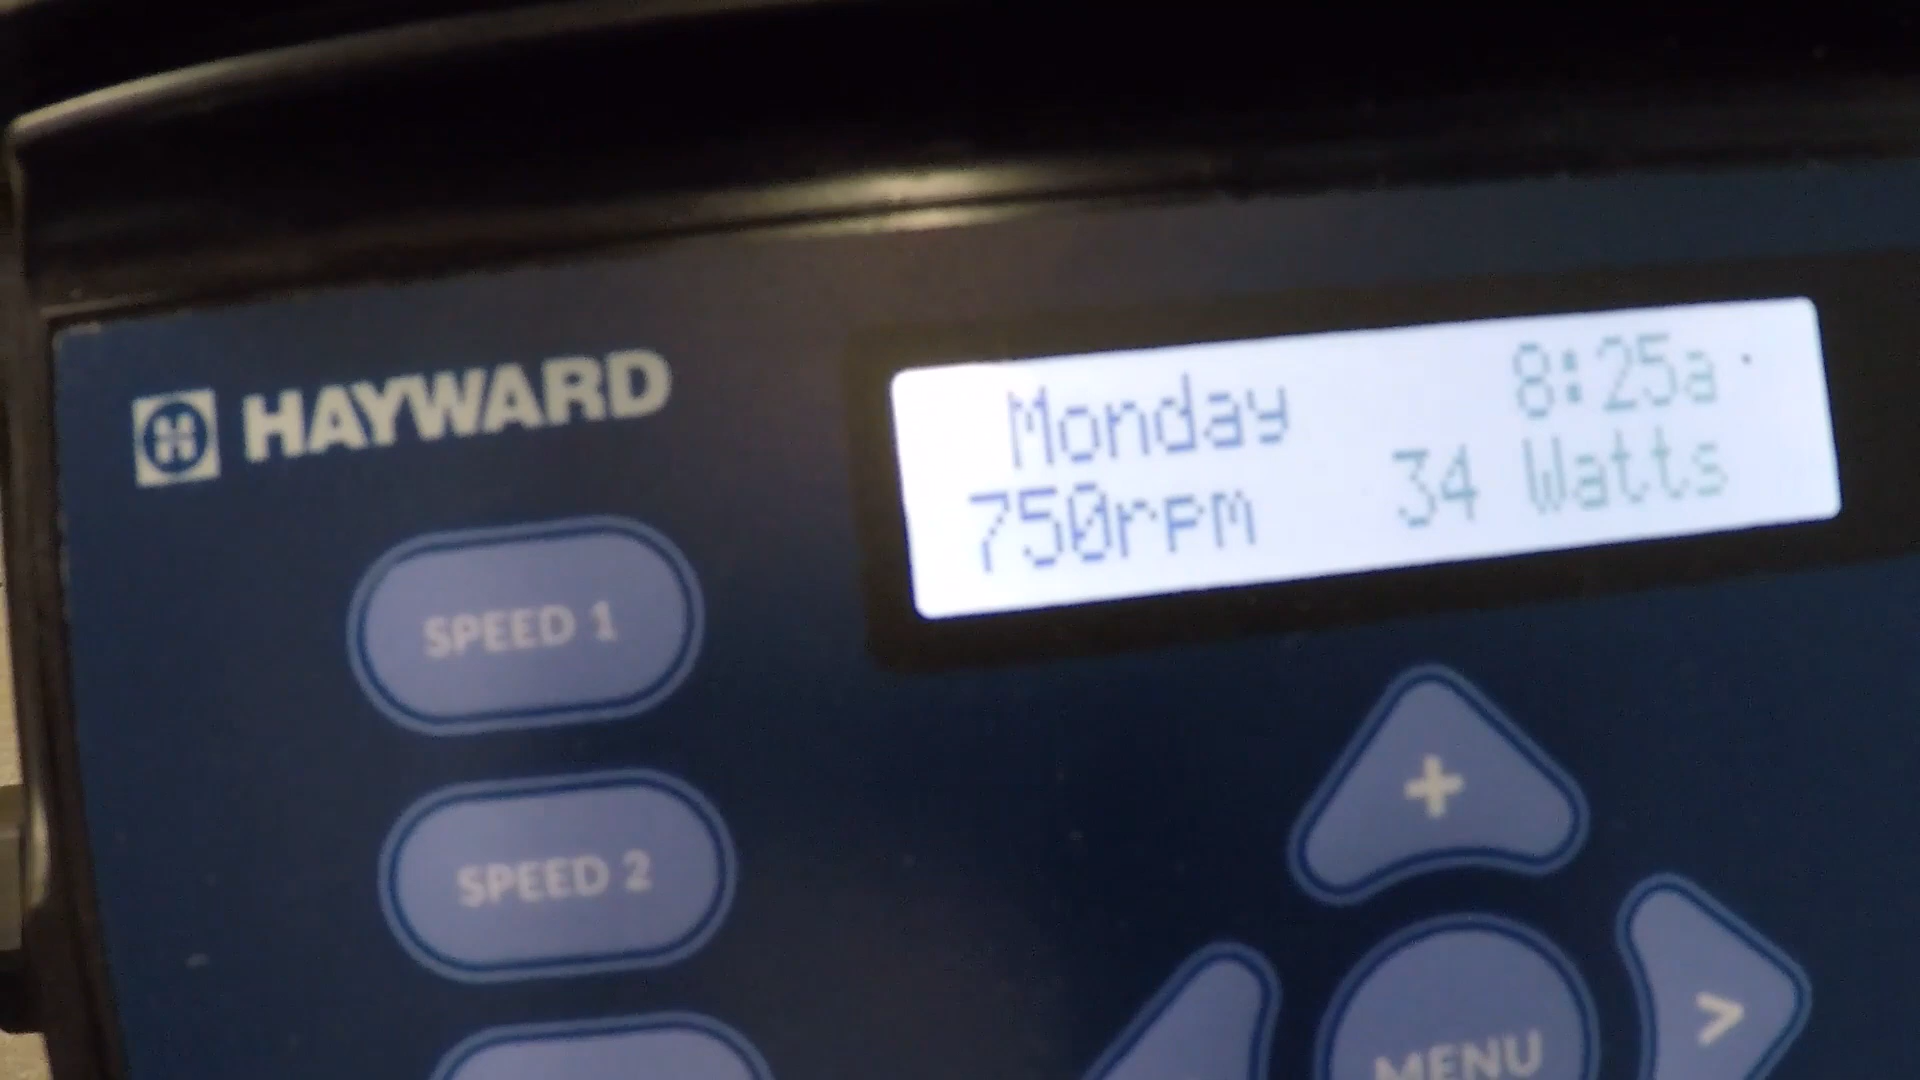 HAYWARD
Monday 8:25a
750rpm 34 Watts
SPEED 1
SPEED 2
+
>
MENU